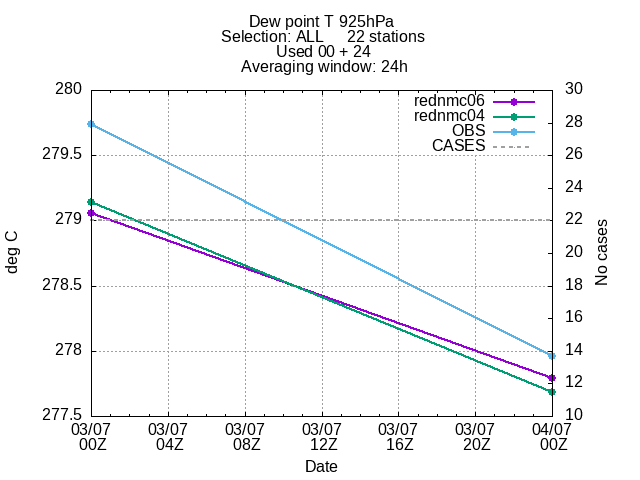 Dew point T 925hPa
Selection: ALL 22 stations
Used 00 + 24
Averaging window: 24h
280
279.5
279
278.5
278
277.5
30
28
26
24
22
20
18
16
14
12
10
rednmc06
rednmc04
OBS
CASES
deg C
No cases
03/07 03/07 03/07 03/07 03/07 03/07 04/07
00Z 04Z 08Z 12Z 16Z 20Z 00Z
Date